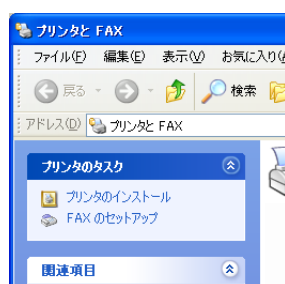 プリンタと FAX
ファイル(F) 編集(E) 表示(V) お気に入り(A
戻る 検索
アドレス(D) プリンタと FAX
プリンタのタスク
プリンタのインストール
FAX のセットアップ
関連項目